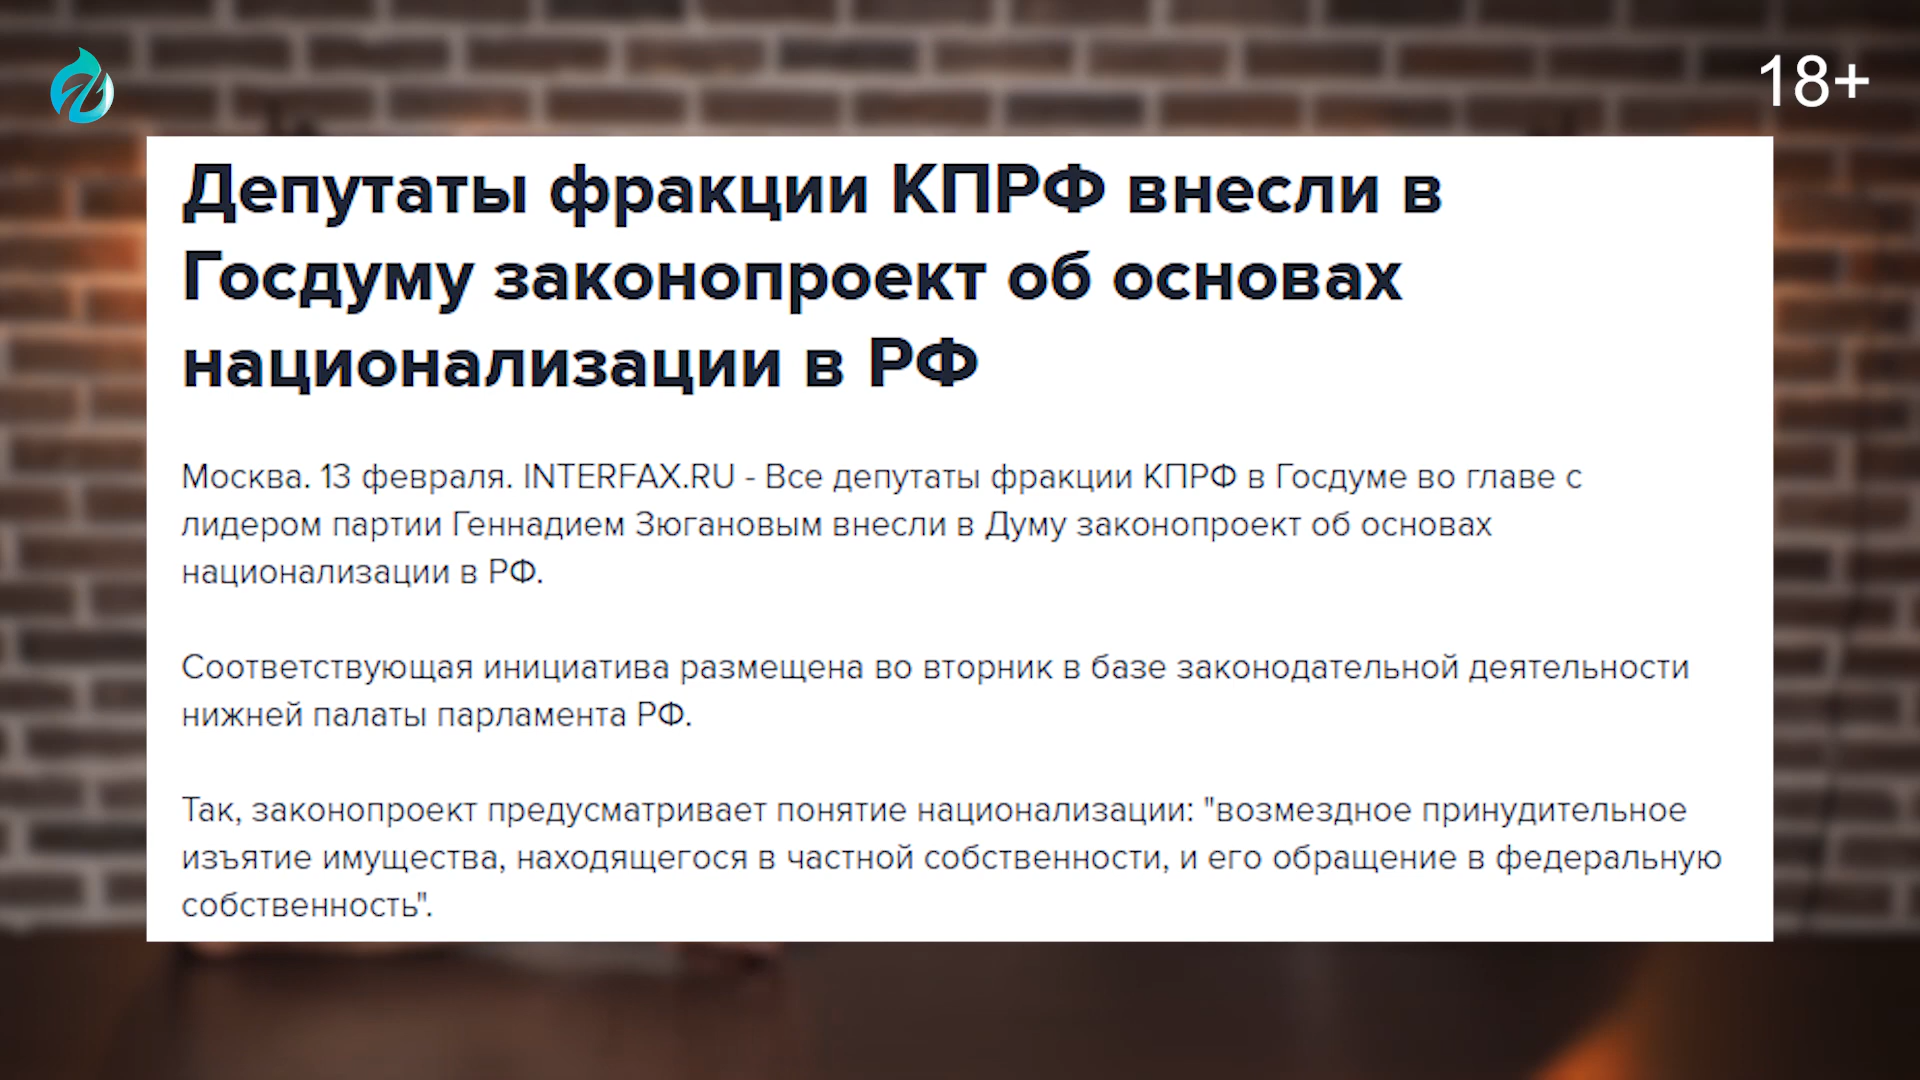 18+
Депутаты фракции КПРФ внесли в
Госдуму законопроект об основах
национализации в РФ
Москва. 13 февраля. INTERFAX.RU - Все депутаты фракции КПРФ в Госдуме во главе с
лидером партии Геннадием Зюгановым внесли в Думу законопроект об основах
национализации в РФ.
Соответствующая инициатива размещена во вторник в базе законодательной деятельности
нижней палаты парламента РФ.
Так, законопроект предусматривает понятие национализации: "возмездное принудительное
изъятие имущества, находящегося в частной собственности, и его обращение в федеральную
собственность".